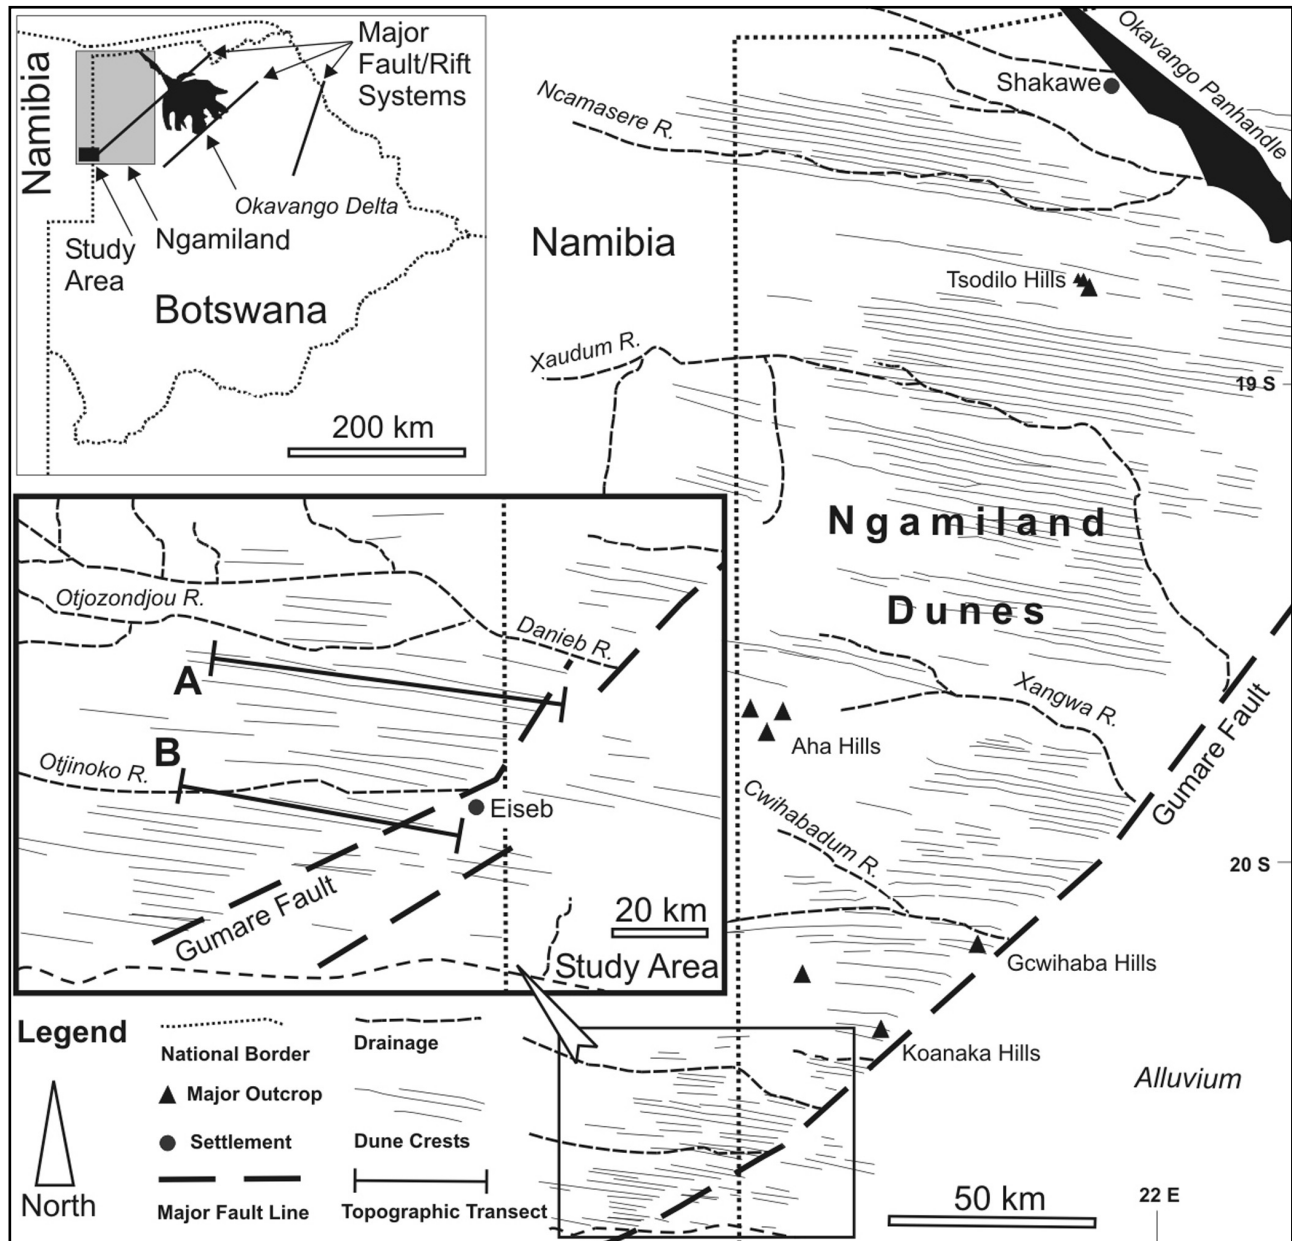 Namibia
Major
Fault/Rift
Systems
Okavango Delta
Study
Area
Ngamiland
Botswana
200 km
Okavango Panhandle
Shakawe
Ncamasere R.
Namibia
Tsodilo Hills
Xaudum R.
19 S
Ngamiland
Dunes
Xangwa R.
Aha Hills
Gumare Fault
Cwihabadum R.
20 S
Gcwihaba Hills
Koanaka Hills
Alluvium
50 km
22 E
Otjozondjou R.
Danieb R.
A
B
Otjinoko R.
Eiseb
Gumare Fault
20 km
Study Area
Legend
National Border
Drainage
Major Outcrop
Settlement
Dune Crests
North
Major Fault Line
Topographic Transect